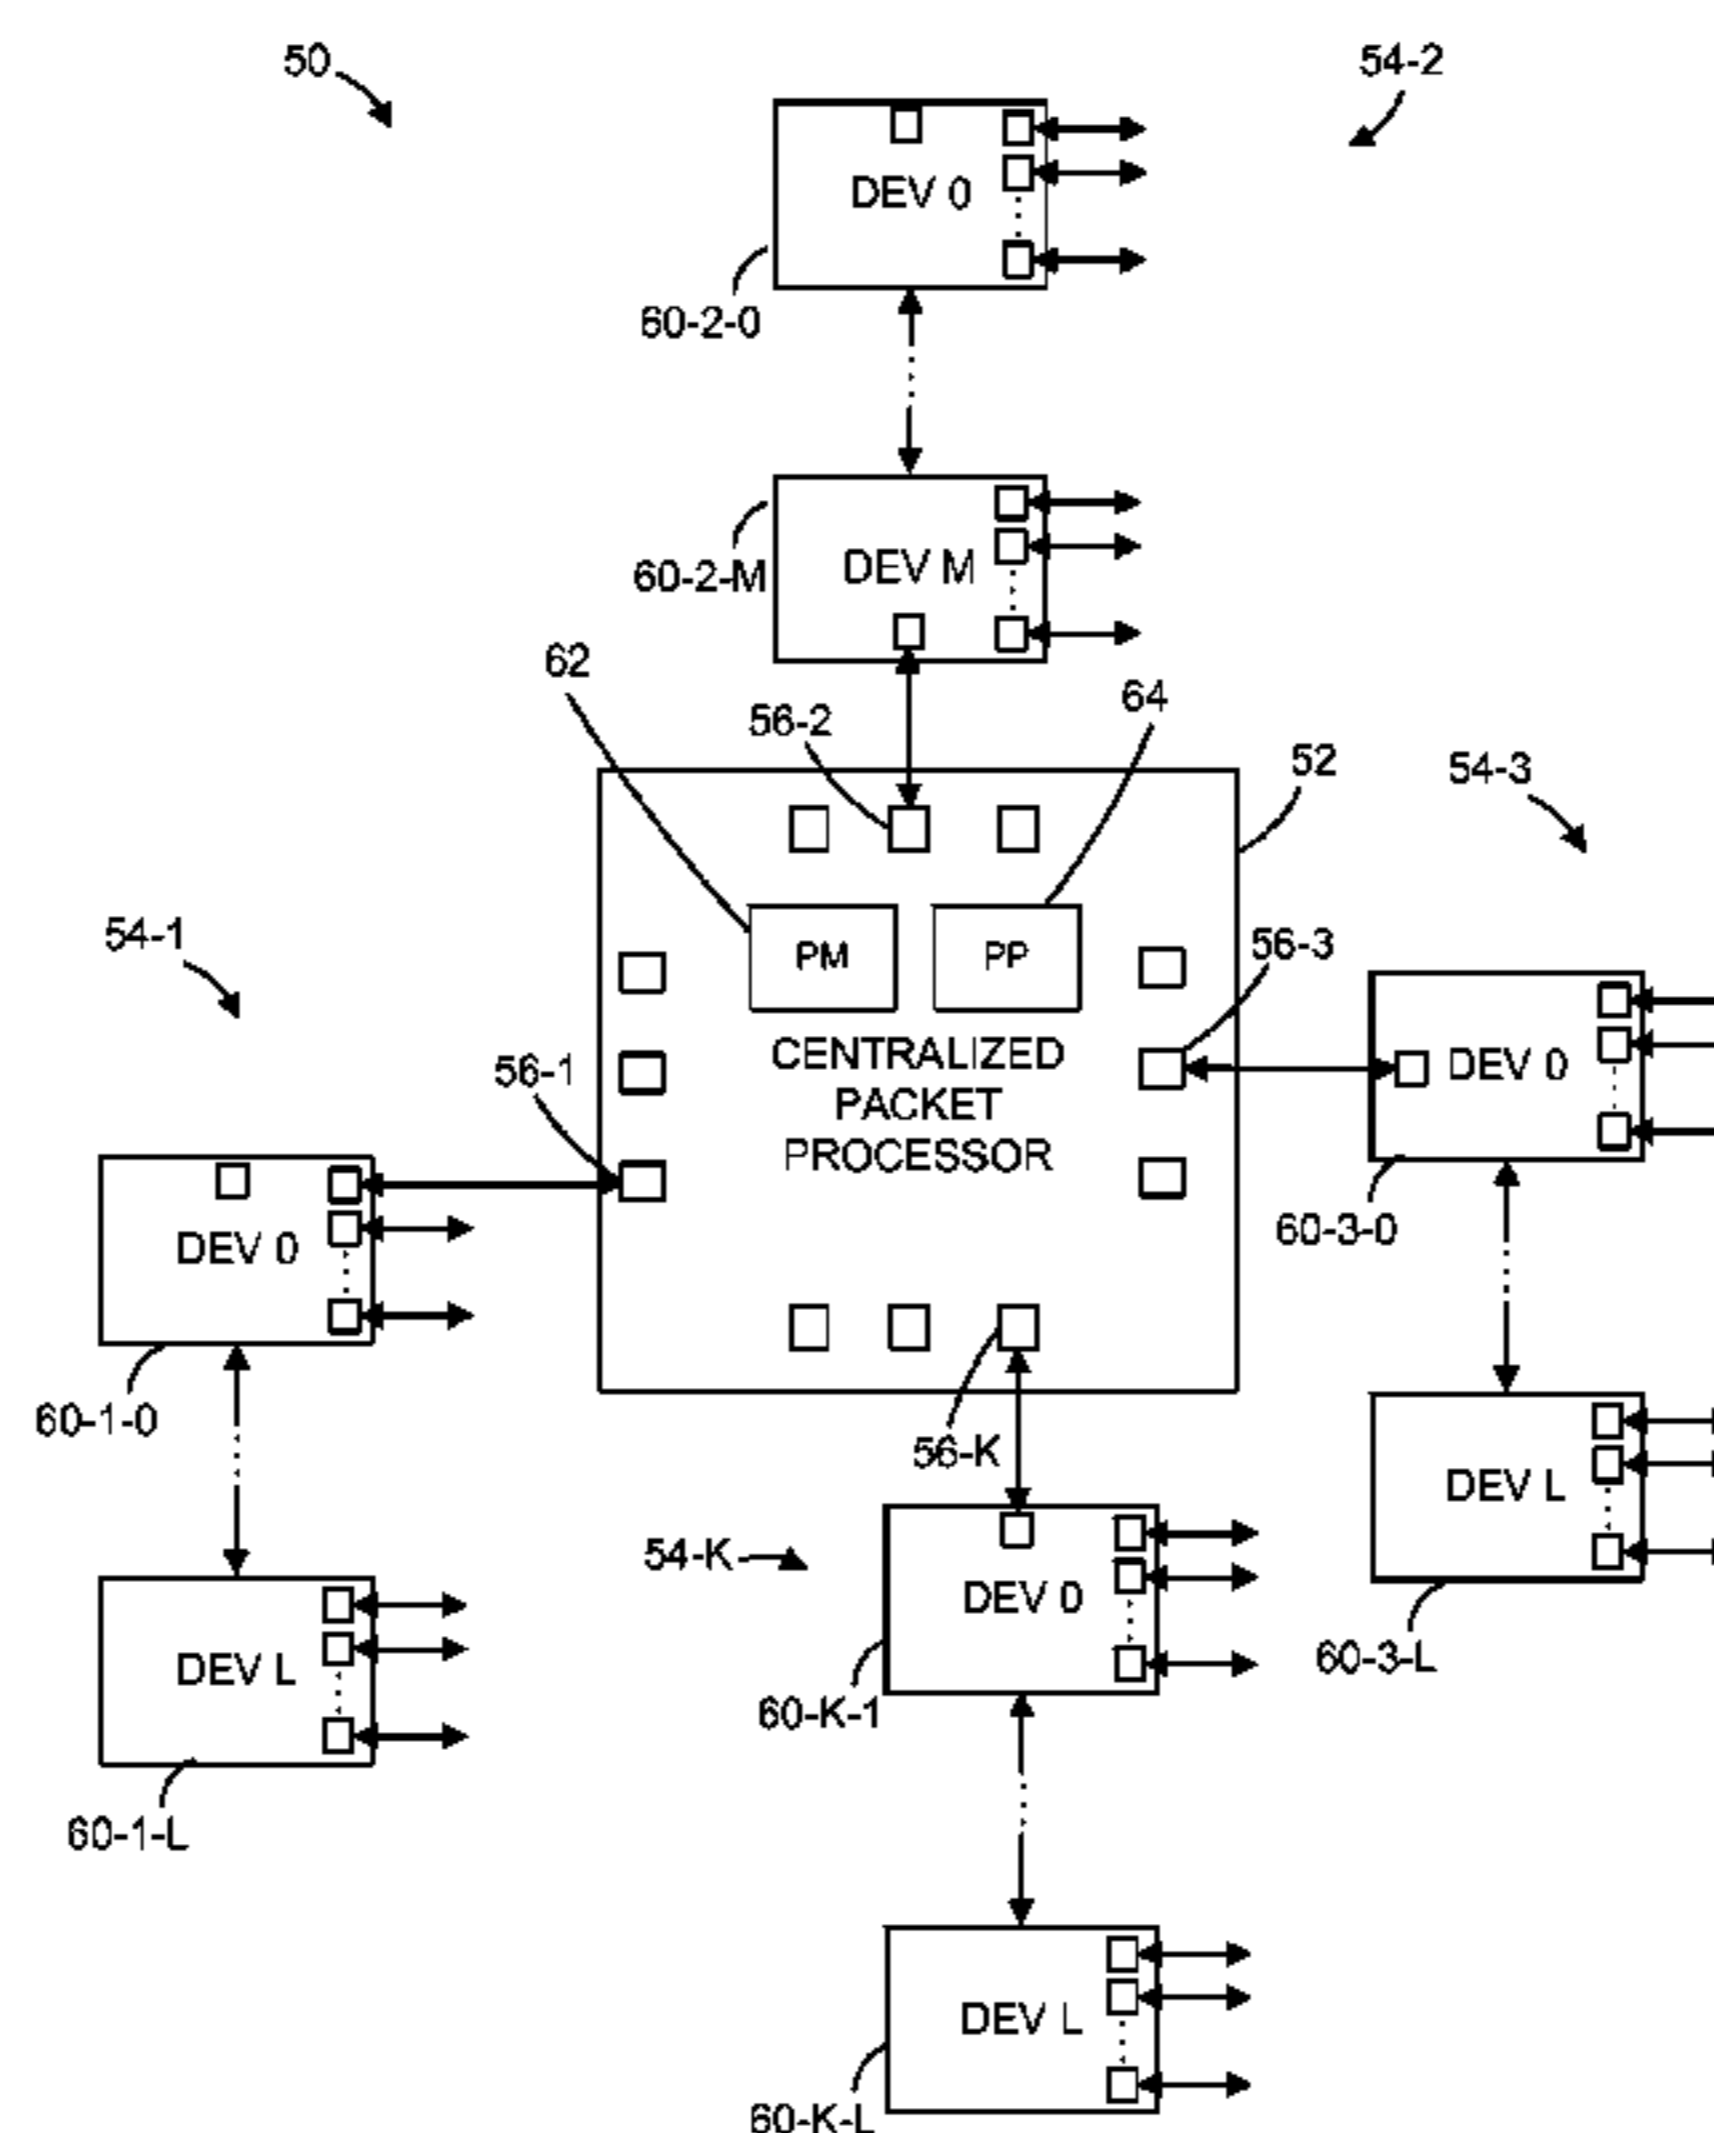 50
54-2
DEV 0
60-2-0
60-2-M
DEV M
62
56-2
64
52
54-3
54-1
PM
PP
56-3
56-1
CENTRALIZED
PACKET
PROCESSOR
DEV 0
60-3-0
DEV 0
60-1-0
56-K
DEV L
54-K
DEV 0
60-3-L
DEV L
60-K-1
60-1-L
DEV L
60-K-L